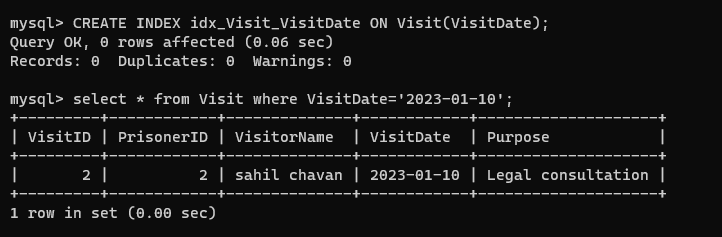 mysql> CREATE INDEX idx_Visit_VisitDate ON Visit(VisitDate);
Query OK, 0 rows affected (0.06 sec)
Records: 0  Duplicates: 0  Warnings: 0

mysql> select * from Visit where VisitDate='2023-01-10';
+---------+------------+--------------+------------+--------------------+
| VisitID | PrisonerID | VisitorName  | VisitDate  | Purpose            |
+---------+------------+--------------+------------+--------------------+
|       2 |          2 | sahil chavan | 2023-01-10 | Legal consultation |
+---------+------------+--------------+------------+--------------------+
1 row in set (0.00 sec)